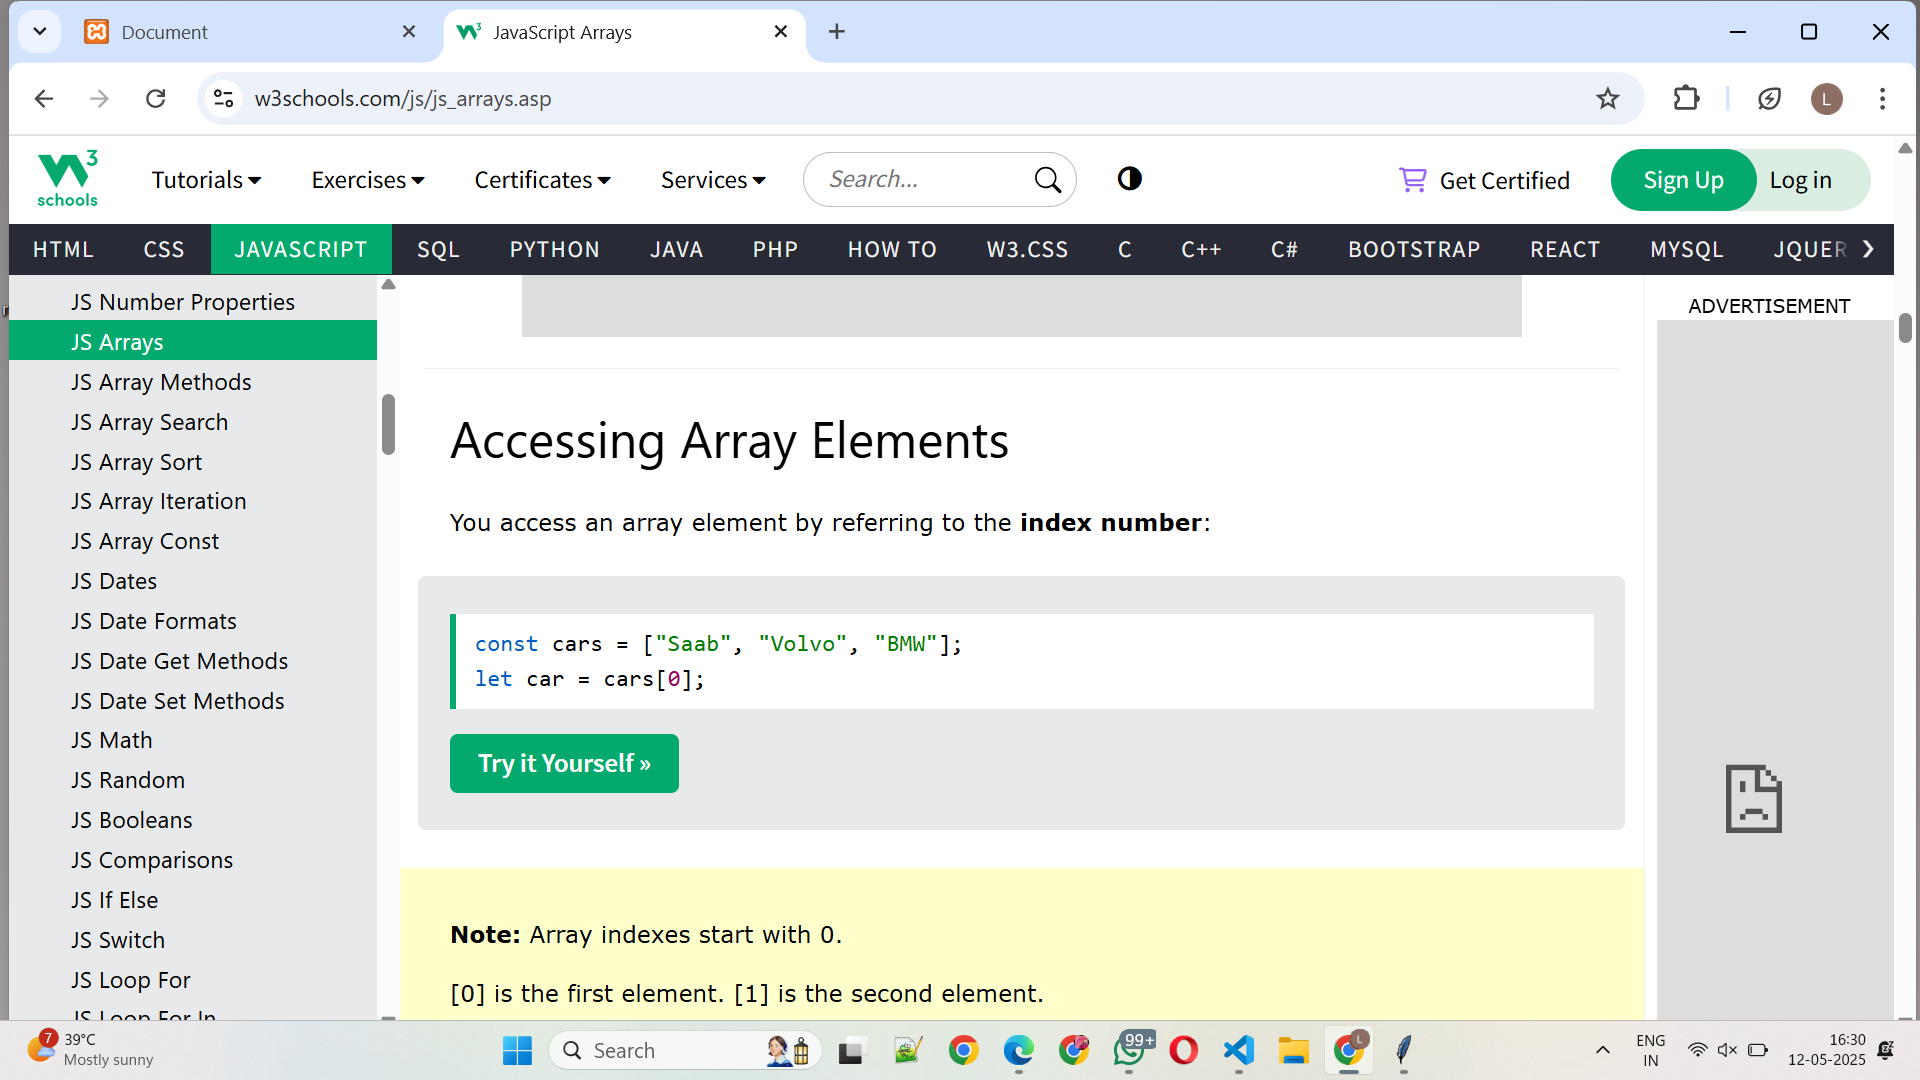 Document
JavaScript Arrays
w3schools.com/js/js_arrays.asp
L
W3 schools
Tutorials
Exercises
Certificates
Services
Search...
Get Certified
Sign Up
Log in
HTML CSS JAVASCRIPT SQL PYTHON JAVA PHP HOW TO W3.CSS C C++ C# BOOTSTRAP REACT MYSQL JQUER
JS Number Properties
JS Arrays
JS Array Methods
JS Array Search
JS Array Sort
JS Array Iteration
JS Array Const
JS Dates
JS Date Formats
JS Date Get Methods
JS Date Set Methods
JS Math
JS Random
JS Booleans
JS Comparisons
JS If Else
JS Switch
JS Loop For
JS Loop For In
Accessing Array Elements
You access an array element by referring to the index number:
const cars = ["Saab", "Volvo", "BMW"];
let car = cars[0];
Try it Yourself »
Note: Array indexes start with 0.
[0] is the first element. [1] is the second element.
ADVERTISEMENT
7
39°C
Mostly sunny
Search
99+
L
ENG
IN
16:30
12-05-2025